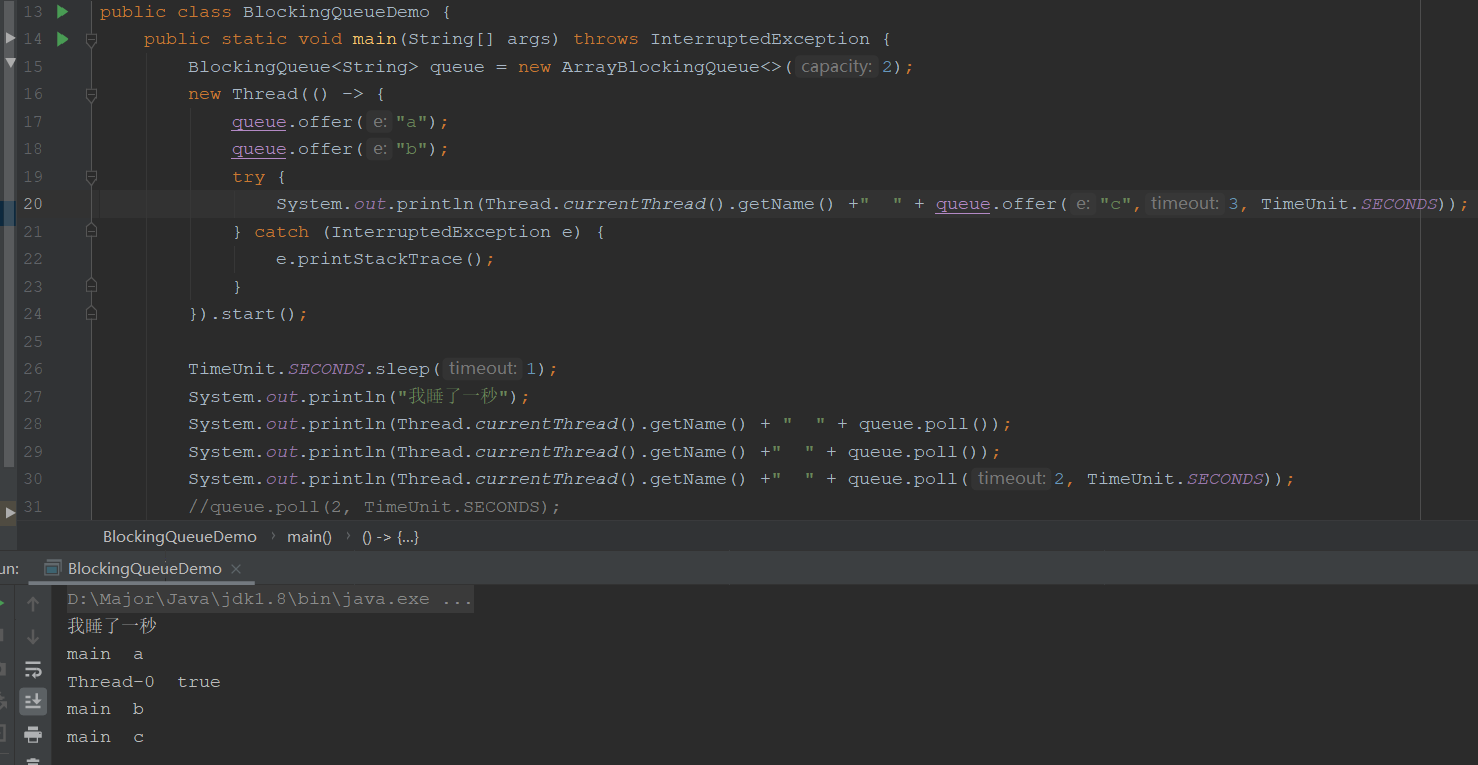 13 public class BlockingQueueDemo {
14 public static void main(String[] args) throws InterruptedException {
15 BlockingQueue<String> queue = new ArrayBlockingQueue<>( capacity: 2);
16 new Thread(() -> {
17 queue.offer( e: "a");
18 queue.offer( e: "b");
19 try {
20 System.out.println(Thread.currentThread().getName() +"  " + queue.offer( e: "c", timeout: 3, TimeUnit.SECONDS));
21 } catch (InterruptedException e) {
22 e.printStackTrace();
23 }
24 }).start();
25
26 TimeUnit.SECONDS.sleep( timeout: 1);
27 System.out.println("我睡了一秒");
28 System.out.println(Thread.currentThread().getName() + "  " + queue.poll());
29 System.out.println(Thread.currentThread().getName() +"  " + queue.poll());
30 System.out.println(Thread.currentThread().getName() +"  " + queue.poll( timeout: 2, TimeUnit.SECONDS));
31 //queue.poll(2, TimeUnit.SECONDS);
BlockingQueueDemo › main() › () -> {...}
un: BlockingQueueDemo ×
D:\Major\Java\jdk1.8\bin\java.exe ...
我睡了一秒
main  a
Thread-0  true
main  b
main  c